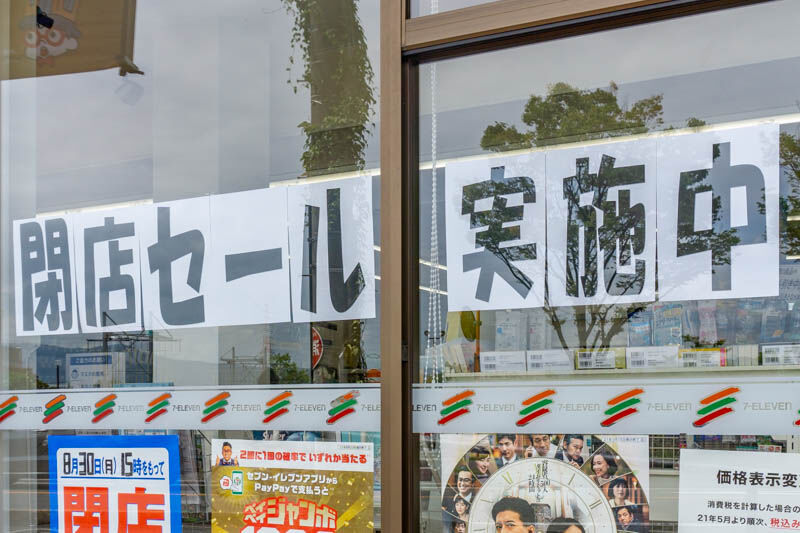 閉店セール 実施中
7-ELEVEN 7-ELEVEN 7-ELEVEN 7-ELEVEN 7-ELEVEN
8月30日(月)15時をもって
閉店
2回に1回の確率で いずれか当たる
セブン‐イレブンアプリから
PayPayで支払うと
ペイジャンボ
価格表示変
消費税を計算した場合の
21年5月より順次、税込み